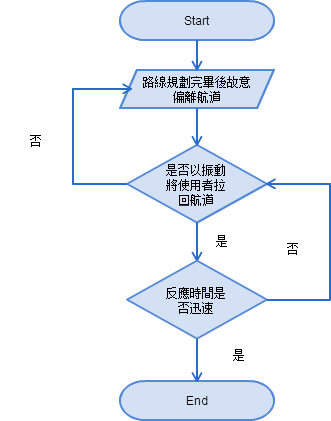 Start
路線規劃完畢後故意
偏離航道
否
是否以振動
將使用者拉
回航道
是
否
反應時間是
否迅速
是
End